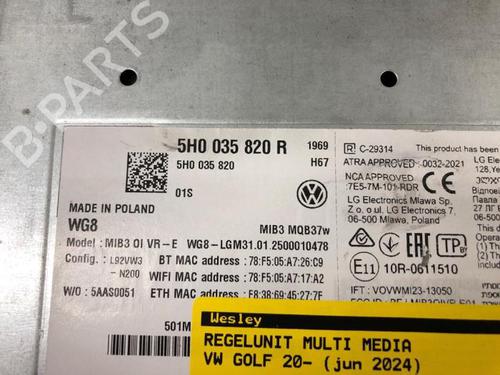 B-PARTS
5H0 035 820 R
1969
5H0 035 820
H67
01S
MADE IN POLAND
WG8
MIB3 MQB37w
Model : MIB3 OI VR-E WG8-LGM31.01.2500010478
Config.: L92VW3
-N200
BT MAC address : 78:F5:05:A7:26:C9
WIFI MAC address : 78:F5:05:A7:17:A2
W/O : 5AAS0051
ETH MAC address : E8:38:69:45:27:7F
501M
R C-29314
This product has been
ATRA APPROVED 0032-2021
NCA APPROVED
7E5-7M-101-RDR
LG Electronics Mlawa Sp.
Z o.o. ul LG Electronics 7,
06-500 Mlawa
CE
EAC
TP
E11 10R-0611510
IFT : VOVWMI23-13050
Wesley
REGELUNIT MULTI MEDIA
VW GOLF 20- (jun 2024)